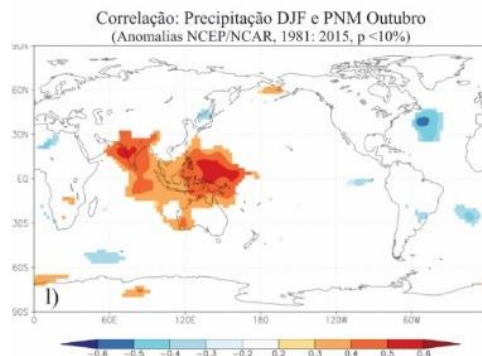 Correlação: Precipitação DJF e PNM Outubro
(Anomalias NCEP/NCAR, 1981: 2015, p <10%)
90N
60N
30N
EQ
30S
60S
90S
l)
0 60E 120E 180 120W 60W
-0.6 -0.5 -0.4 -0.3 -0.2 0.2 0.3 0.4 0.5 0.6